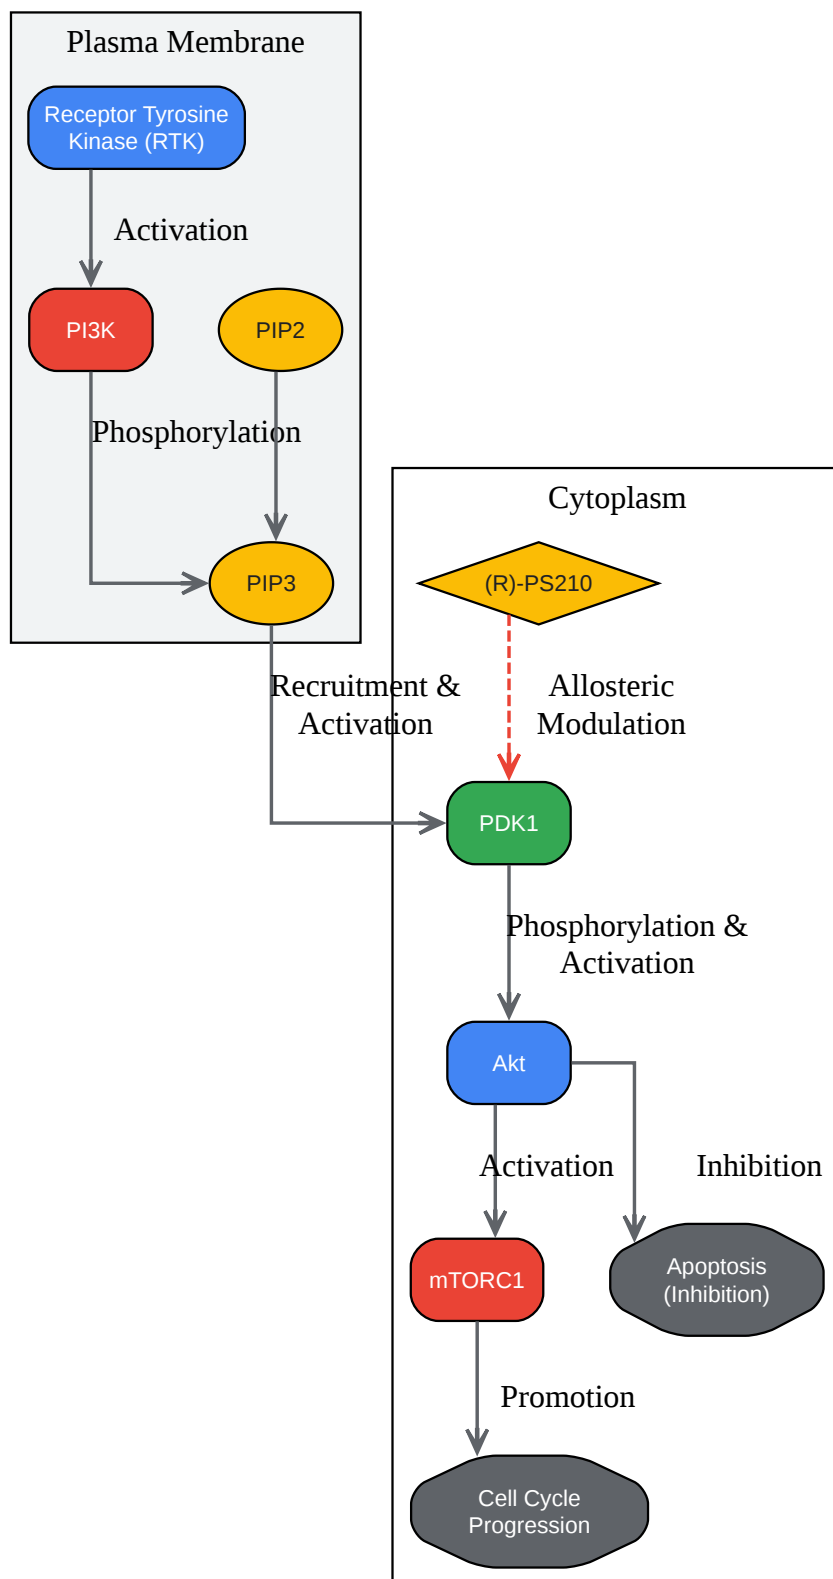 Plasma Membrane
Receptor Tyrosine
Kinase (RTK)
Activation
PI3K
PIP2
Phosphorylation
PIP3
Cytoplasm
(R)-PS210
Recruitment &
Activation
Allosteric
Modulation
PDK1
Phosphorylation &
Activation
Akt
Activation
Inhibition
mTORC1
Apoptosis
(Inhibition)
Promotion
Cell Cycle
Progression